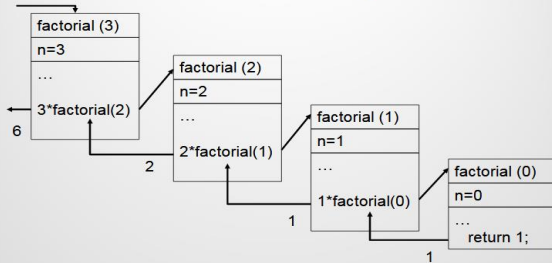 factorial (3)
n=3
...
3*factorial(2)
6
factorial (2)
n=2
...
2*factorial(1)
2
factorial (1)
n=1
...
1*factorial(0)
1
factorial (0)
n=0
...
return 1;
1